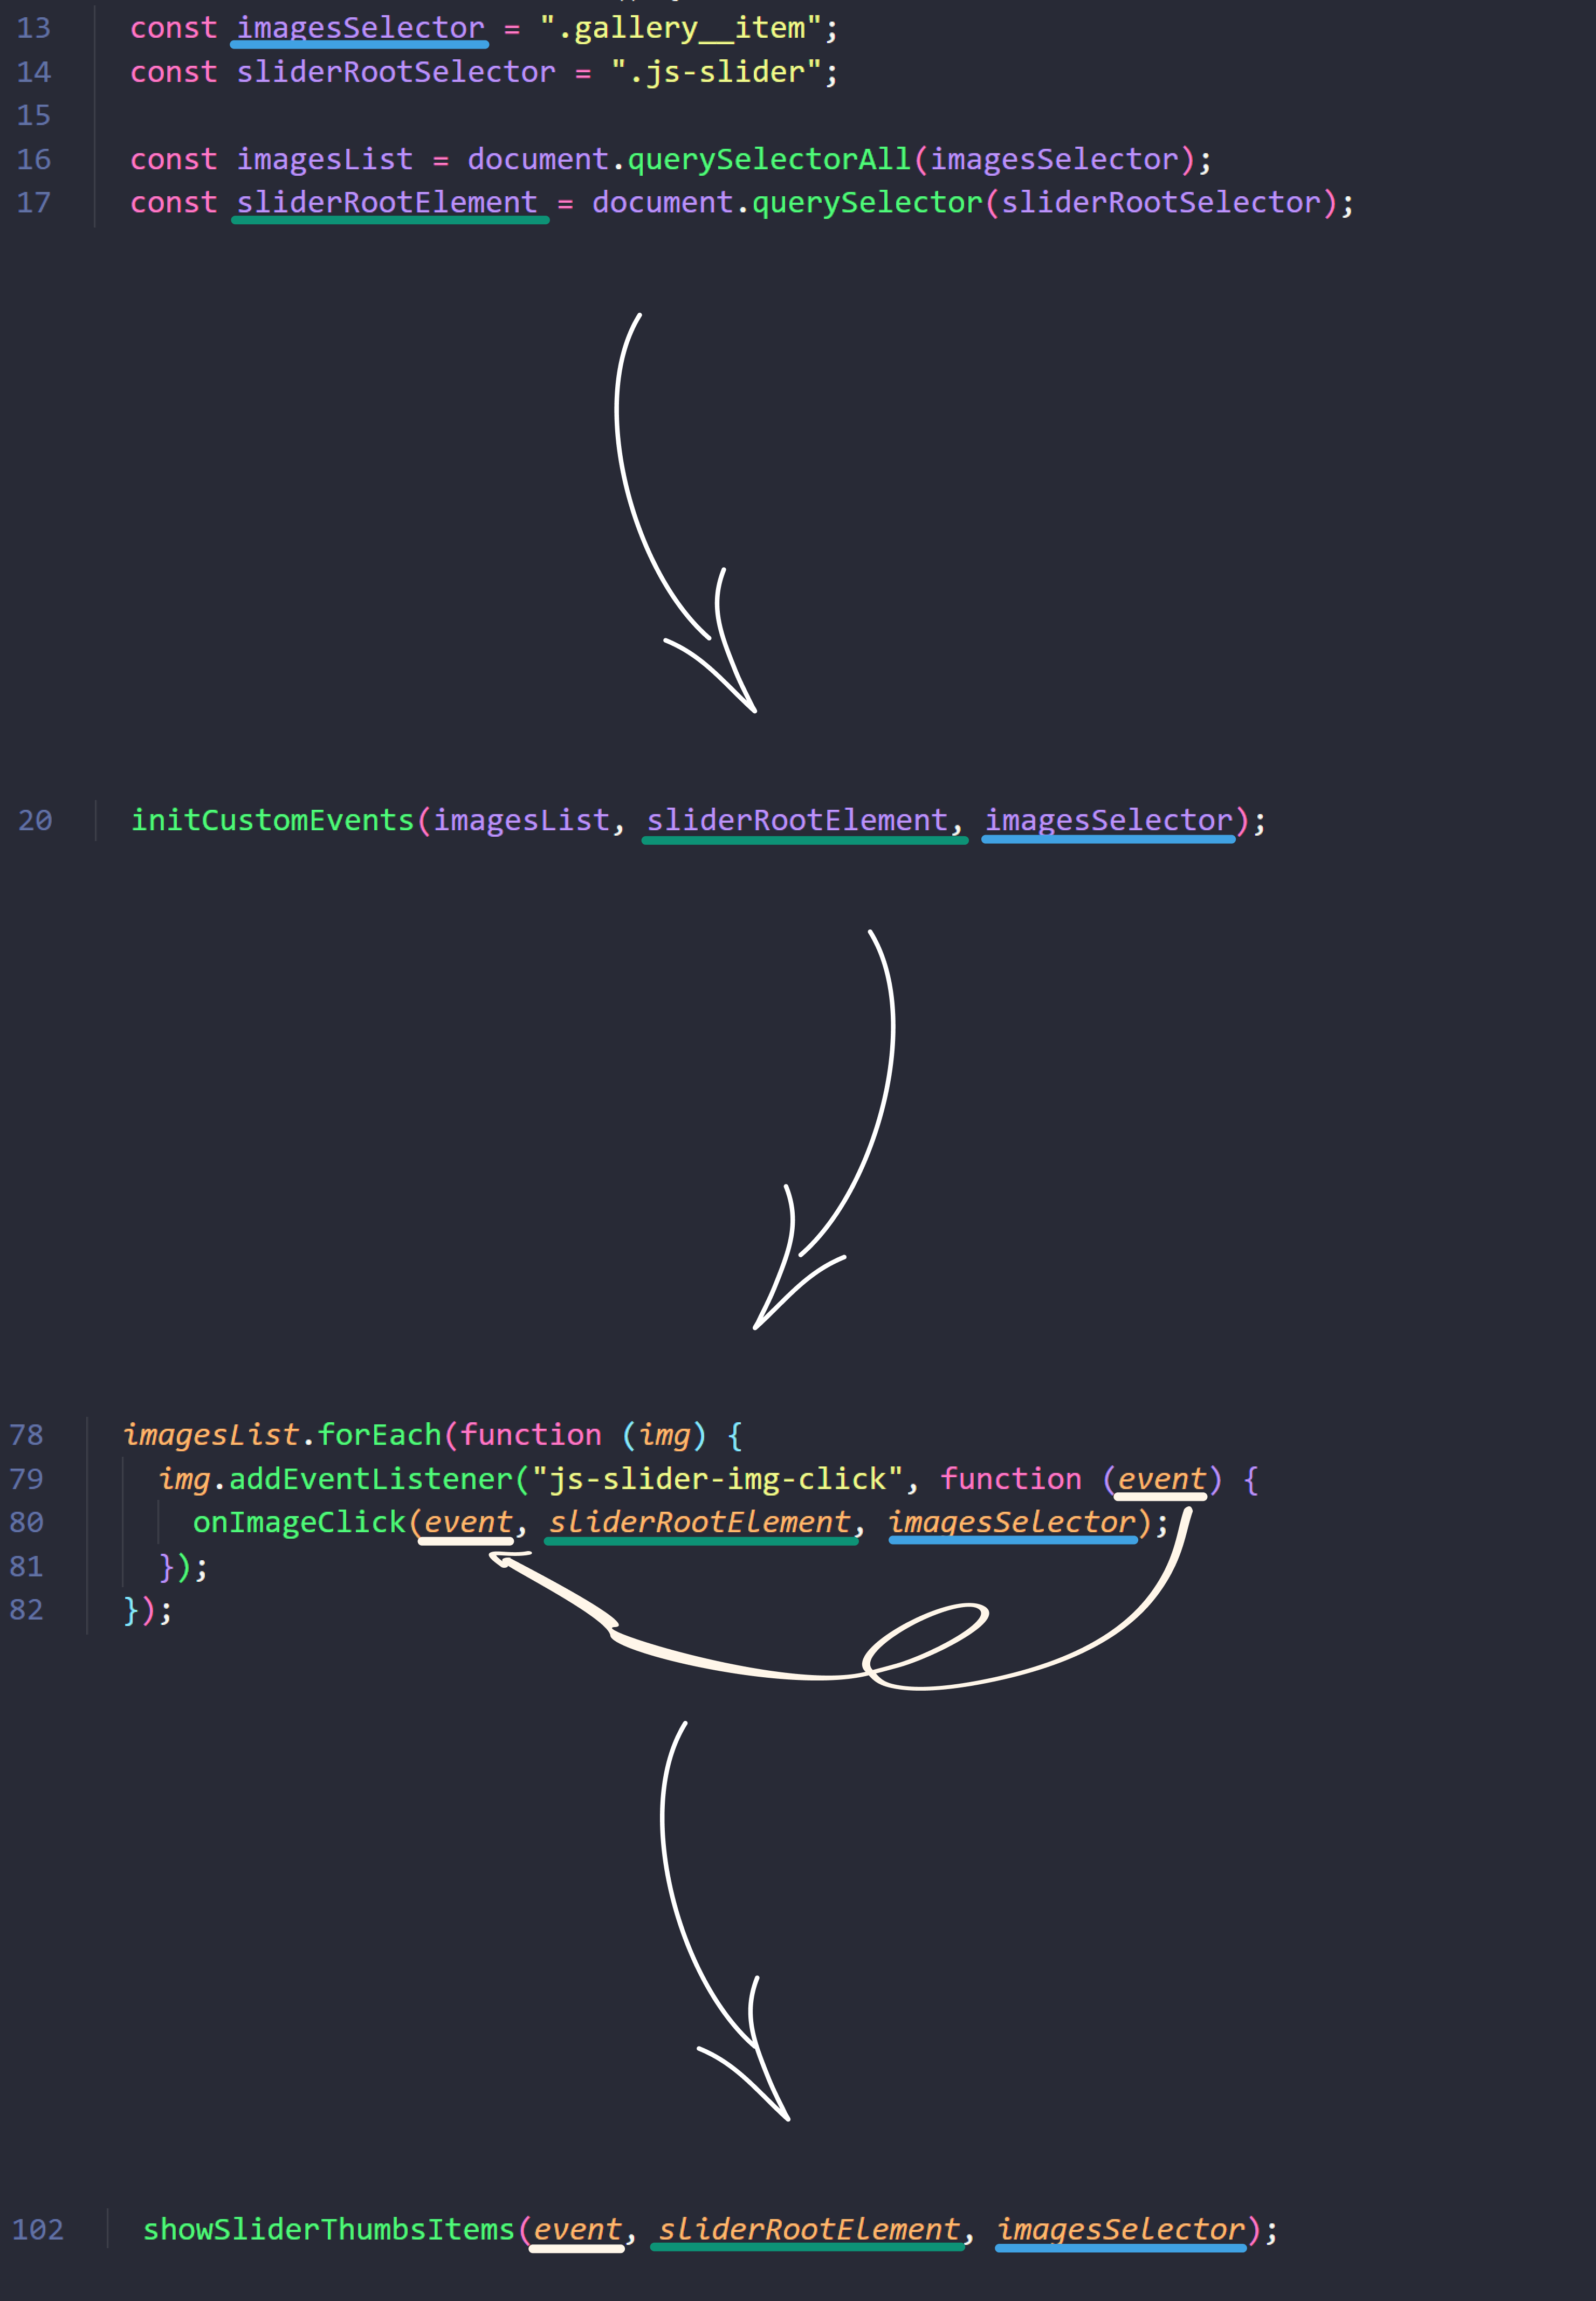 13 const imagesSelector = ".gallery__item";
14 const sliderRootSelector = ".js-slider";
15
16 const imagesList = document.querySelectorAll(imagesSelector);
17 const sliderRootElement = document.querySelector(sliderRootSelector);
20 initCustomEvents(imagesList, sliderRootElement, imagesSelector);
78 imagesList.forEach(function (img) {
79 img.addEventListener("js-slider-img-click", function (event) {
80 onImageClick(event, sliderRootElement, imagesSelector);
81 });
82 });
102 showSliderThumbsItems(event, sliderRootElement, imagesSelector);